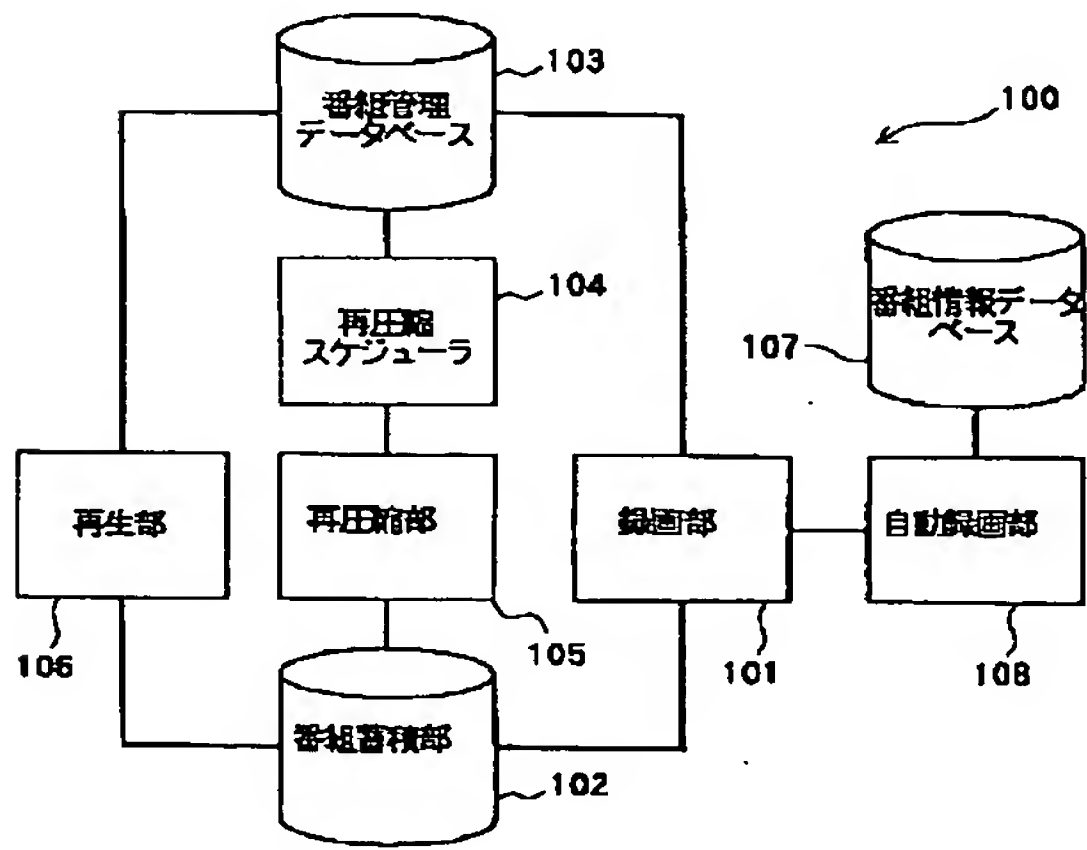 103
番組管理
データベース
100
104
再圧縮
スケジューラ
番組情報データ
ベース
107
再生部
再圧縮部
録画部
自動録画部
106
105
101
108
番組蓄積部
102